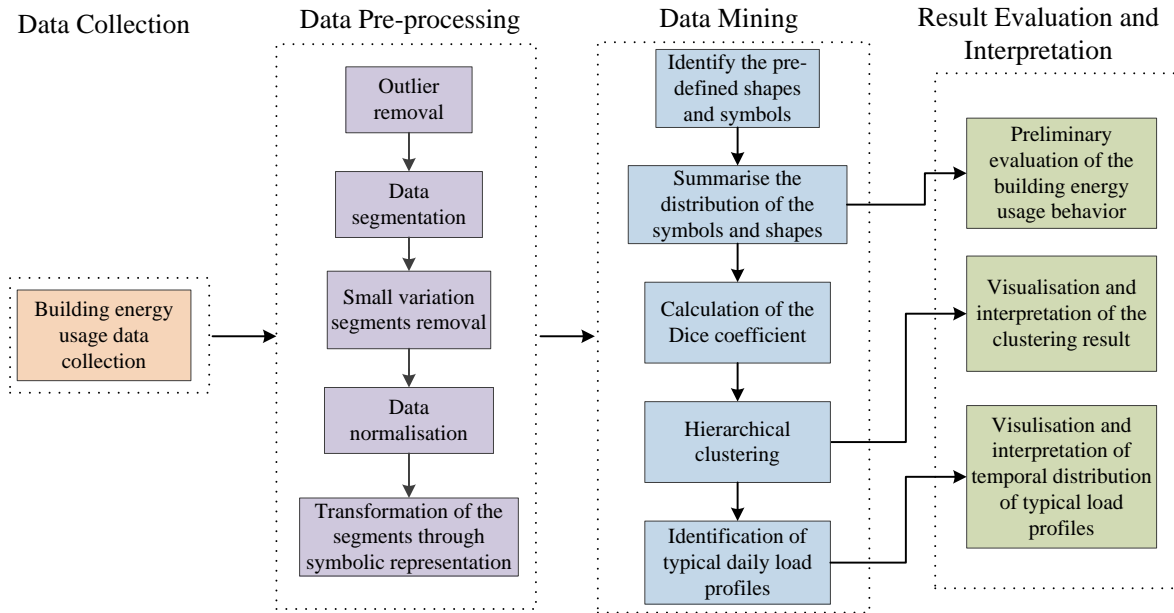 Data Collection
Building energy
usage data
collection
Data Pre-processing
Outlier
removal
Data
segmentation
Small variation
segments removal
Data
normalisation
Transformation of the
segments through
symbolic representation
Data Mining
Identify the pre-
defined shapes
and symbols
Summarise the
distribution of the
symbols and shapes
Calculation of the
Dice coefficient
Hierarchical
clustering
Identification of
typical daily load
profiles
Result Evaluation and
Interpretation
Preliminary
evaluation of the
building energy
usage behavior
Visualisation and
interpretation of the
clustering result
Visulisation and
interpretation of
temporal distribution
of typical load
profiles